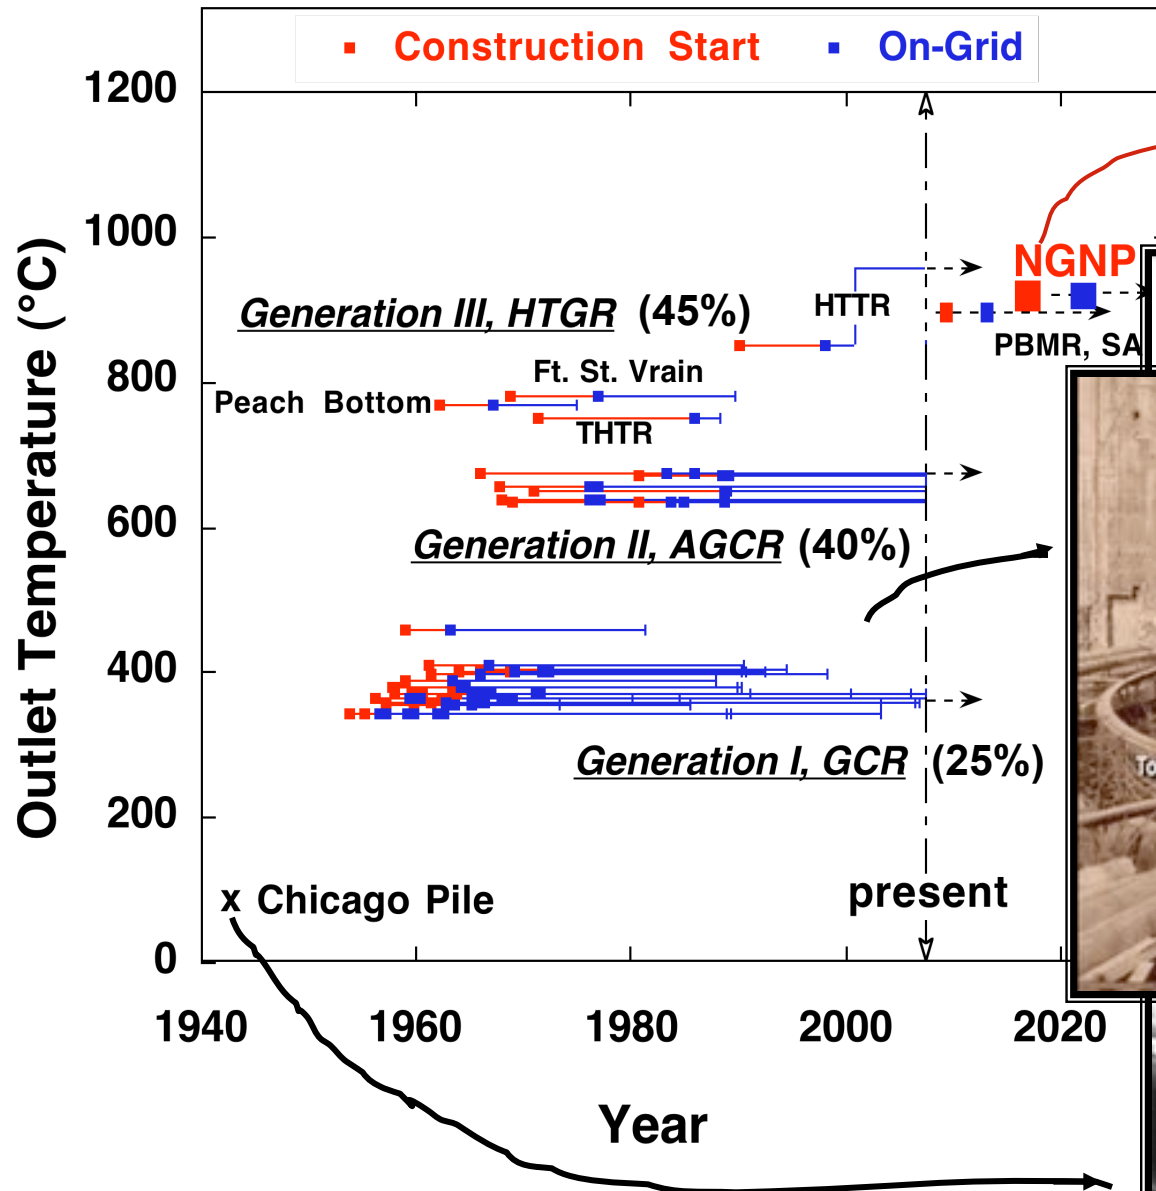 Construction Start
On-Grid
1200
1000
800
600
400
200
0
Outlet Temperature (°C)
NGNP
HTTR
Generation III, HTGR (45%)
PBMR, SA
Ft. St. Vrain
Peach Bottom
THTR
Generation II, AGCR (40%)
Generation I, GCR (25%)
To
present
x Chicago Pile
1940 1960 1980 2000 2020
Year